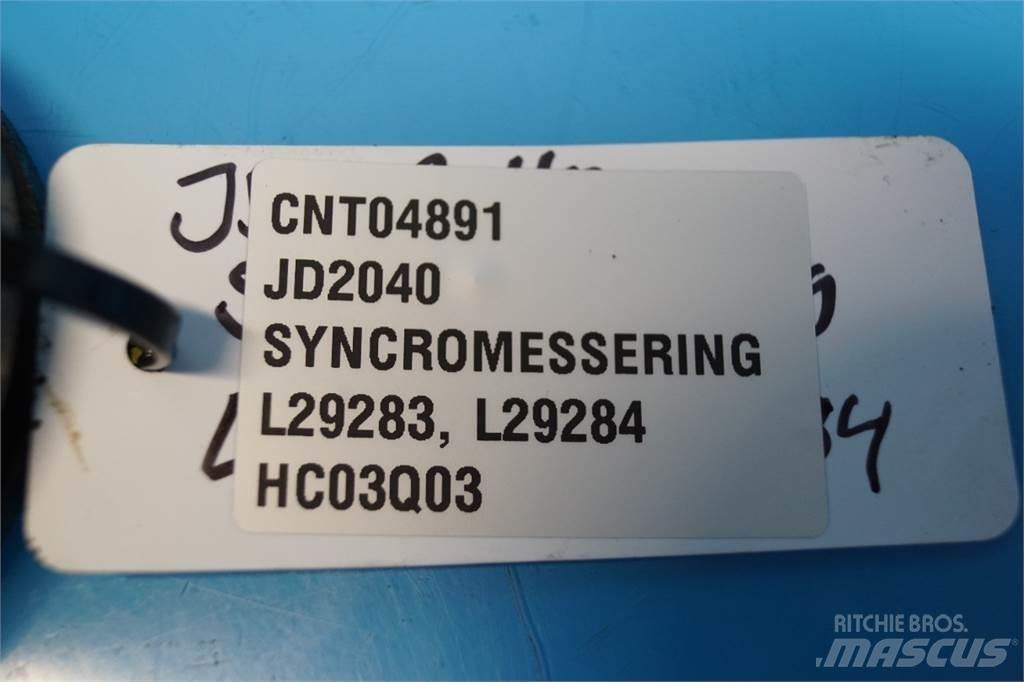 CNT04891
JD2040
SYNCROMESSERING
L29283, L29284
HC03Q03
RITCHIE BROS.
MASCUS